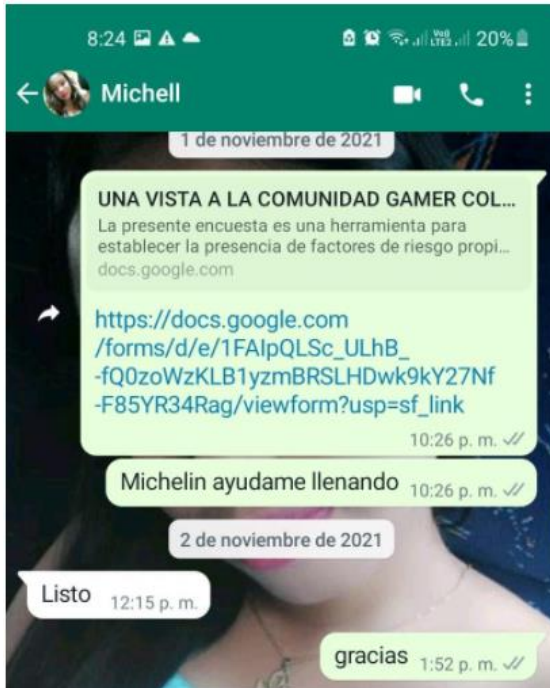 8:24 Vo)) LTE2 20%
Michell
1 de noviembre de 2021
UNA VISTA A LA COMUNIDAD GAMER COL...
La presente encuesta es una herramienta para
establecer la presencia de factores de riesgo propi...
docs.google.com
https://docs.google.com
/forms/d/e/1FAIpQLSc_ULhB_
-fQ0zoWzKLB1yzmBRSLHDwk9kY27Nf
-F85YR34Rag/viewform?usp=sf_link
10:26 p. m.
Michelin ayudame llenando 10:26 p. m.
2 de noviembre de 2021
Listo 12:15 p. m.
gracias 1:52 p. m.